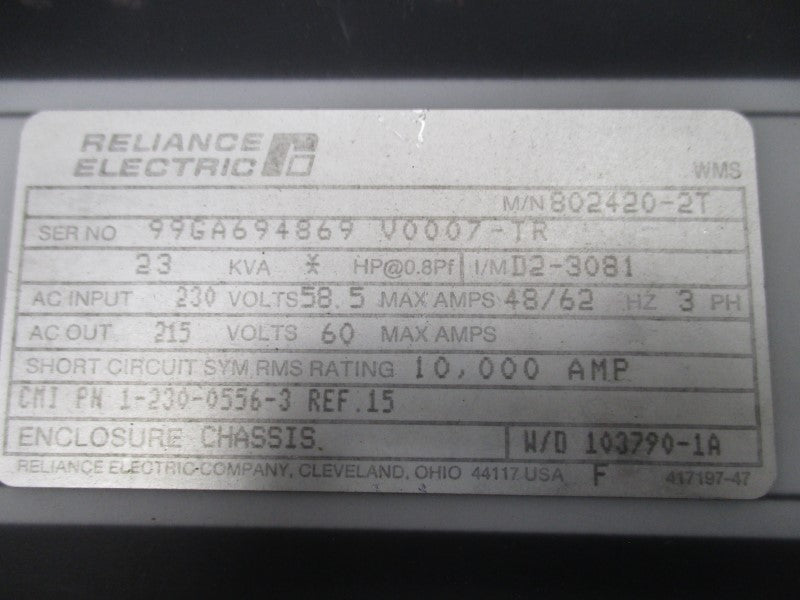 RELIANCE
ELECTRIC
WMS
M/N 802420-2T
SER NO 99GA694869 V0007-TR
23 KVA * HP@0.8Pf I/M D2-3081
AC INPUT 230 VOLTS 58.5 MAX AMPS 48/62 HZ 3 PH
AC OUT 215 VOLTS 60 MAX AMPS
SHORT CIRCUIT SYM RMS RATING 10,000 AMP
CMI PN 1-230-0556-3 REF.15
ENCLOSURE CHASSIS. W/D 103790-1A
RELIANCE ELECTRIC COMPANY, CLEVELAND, OHIO 44117 USA F 417197-47